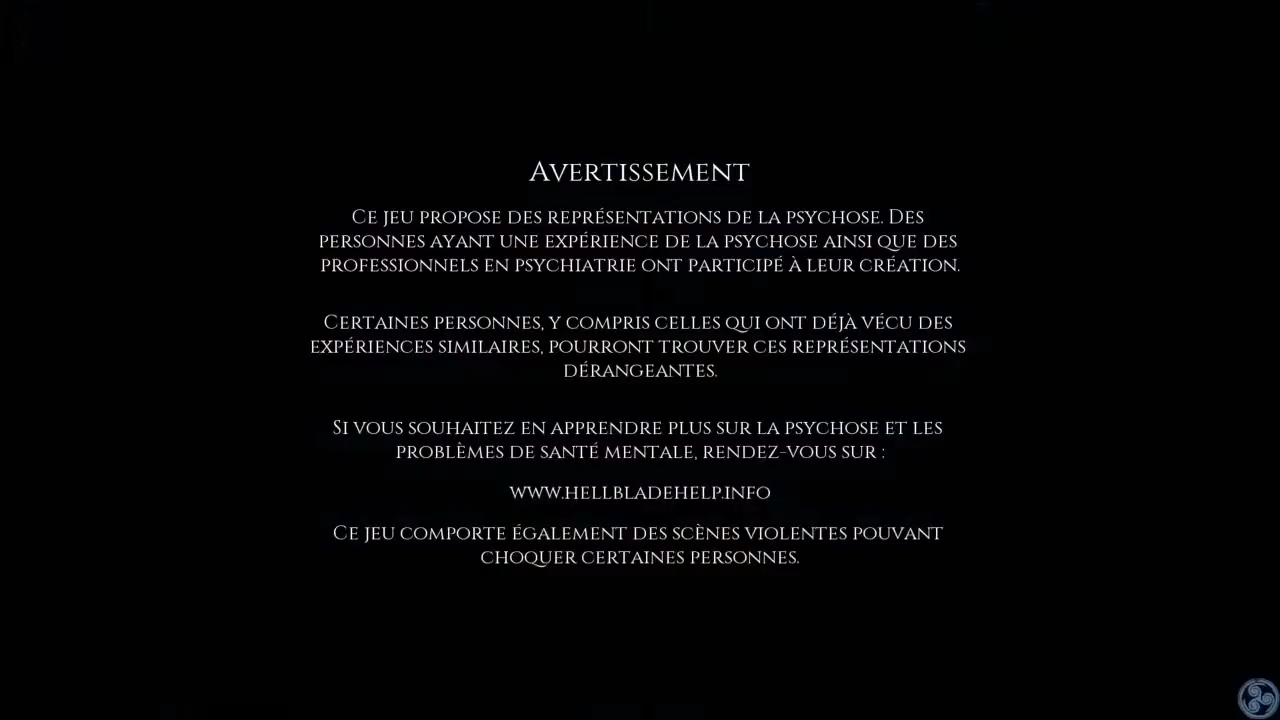 Avertissement
Ce jeu propose des représentations de la psychose. Des
personnes ayant une expérience de la psychose ainsi que des
professionnels en psychiatrie ont participé à leur création.
Certaines personnes, y compris celles qui ont déjà vécu des
expériences similaires, pourront trouver ces représentations
dérangeantes.
Si vous souhaitez en apprendre plus sur la psychose et les
problèmes de santé mentale, rendez-vous sur :
www.hellbladehelp.info
Ce jeu comporte également des scènes violentes pouvant
choquer certaines personnes.